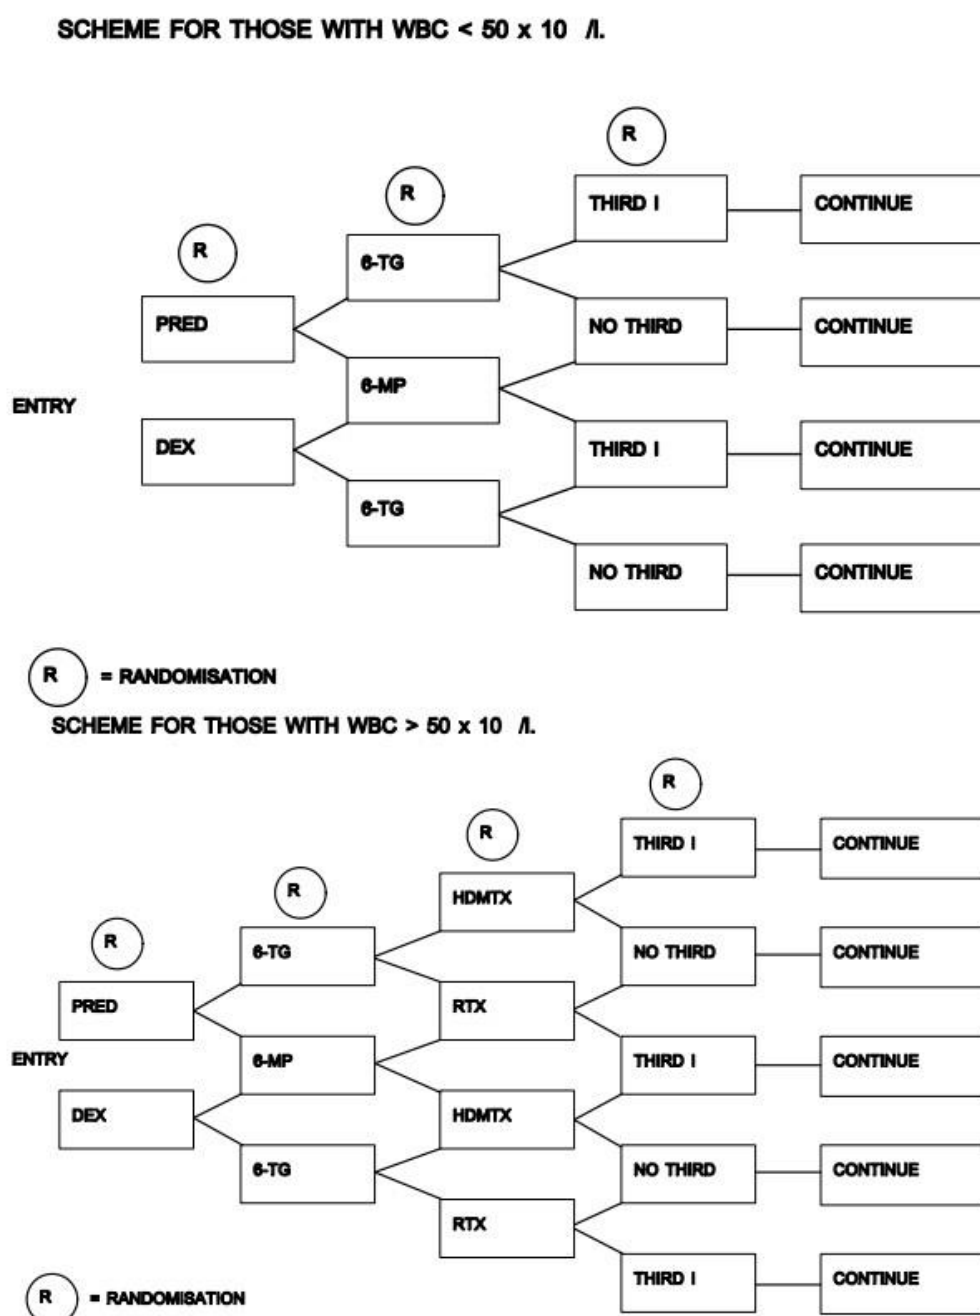 SCHEME FOR THOSE WITH WBC < 50 x 10 /l.
R
R
R
THIRD I
CONTINUE
6-TG
PRED
NO THIRD
CONTINUE
6-MP
ENTRY
DEX
THIRD I
CONTINUE
6-TG
NO THIRD
CONTINUE
R = RANDOMISATION
SCHEME FOR THOSE WITH WBC > 50 x 10 /l.
R
R
R
R
THIRD I
CONTINUE
HDMTX
6-TG
NO THIRD
CONTINUE
PRED
RTX
ENTRY
6-MP
THIRD I
CONTINUE
DEX
HDMTX
6-TG
NO THIRD
CONTINUE
RTX
THIRD I
CONTINUE
R = RANDOMISATION